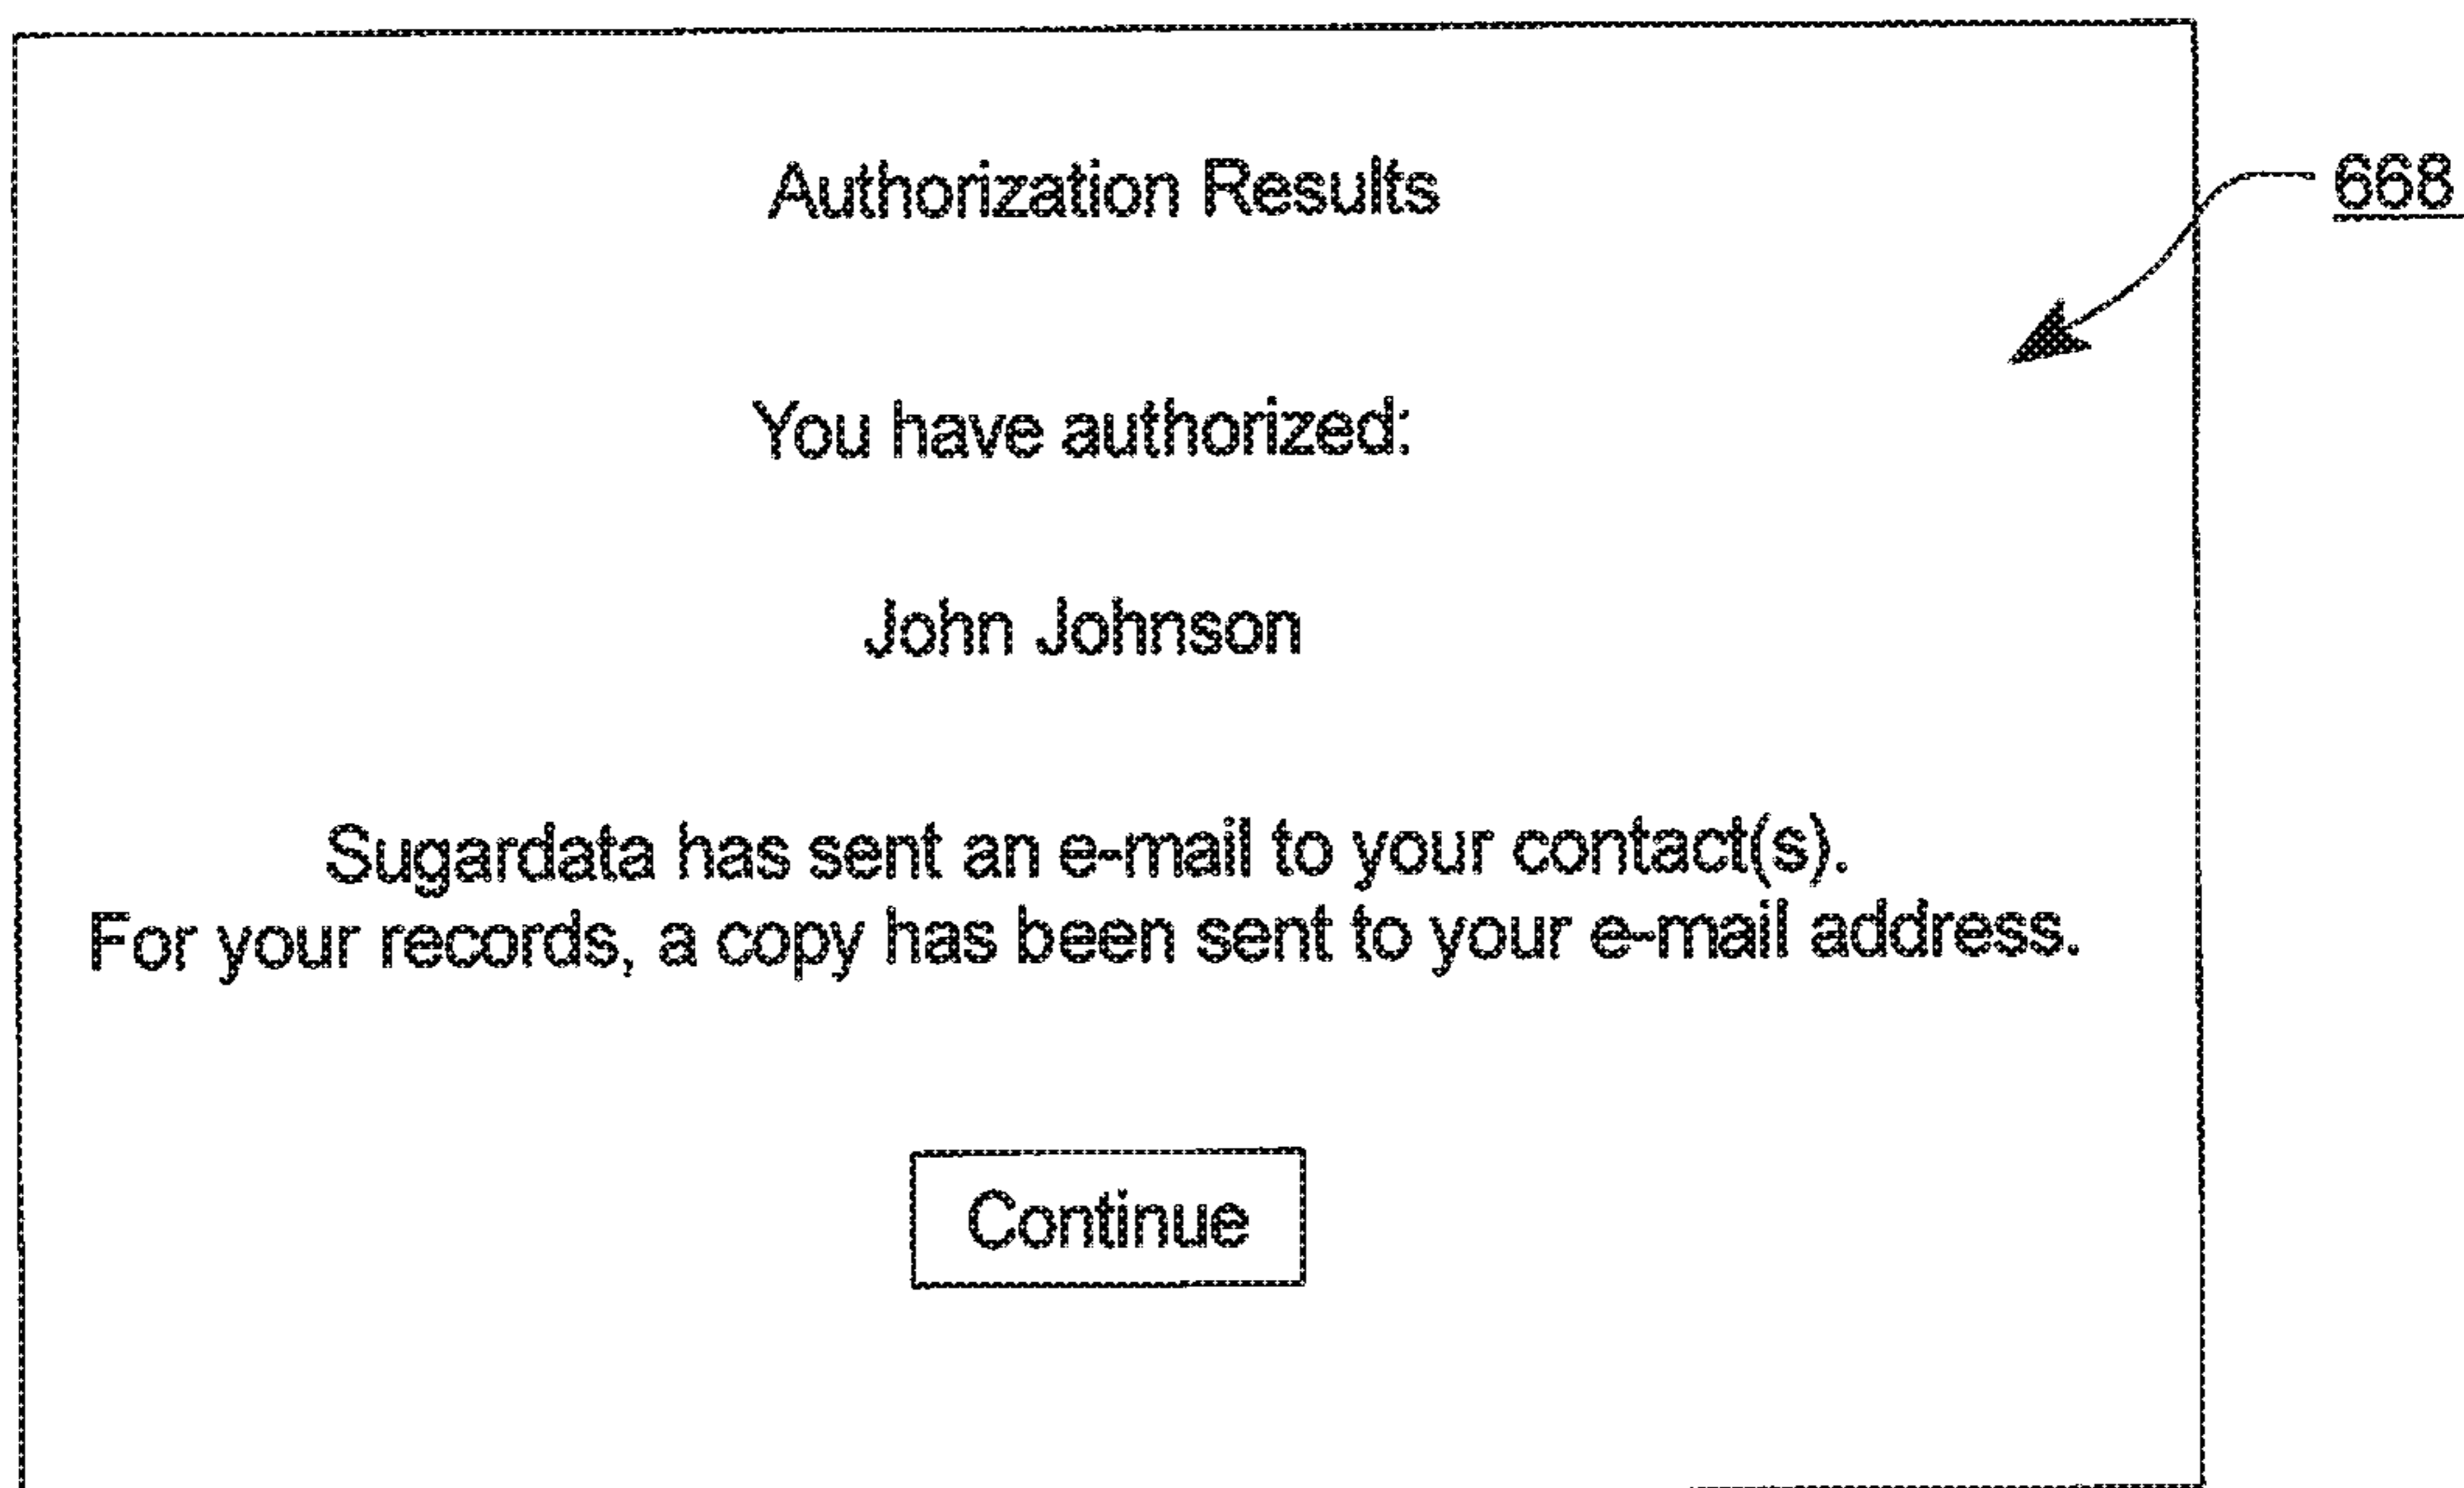 Authorization Results
668
You have authorized:
John Johnson
Sugardata has sent an e-mail to your contact(s).
For your records, a copy has been sent to your e-mail address.
Continue